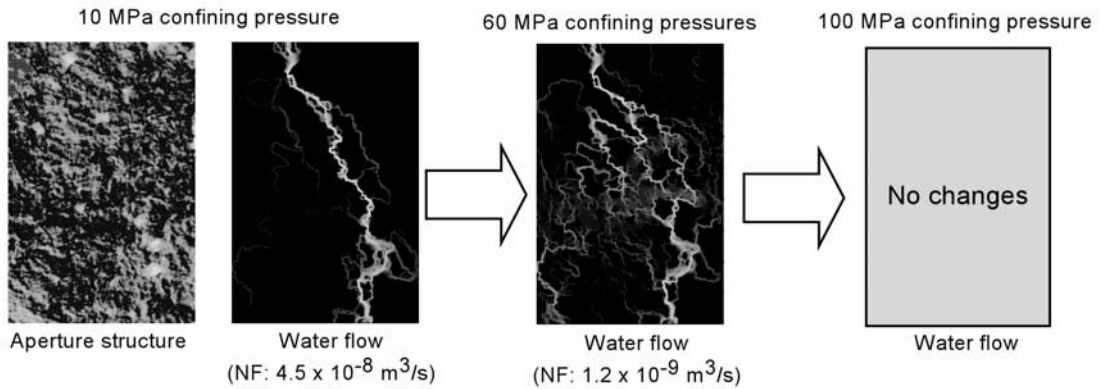 10 MPa confining pressure
60 MPa confining pressures
100 MPa confining pressure
No changes
Aperture structure
Water flow
(NF: 4.5 x 10⁻⁸ m³/s)
Water flow
(NF: 1.2 x 10⁻⁹ m³/s)
Water flow